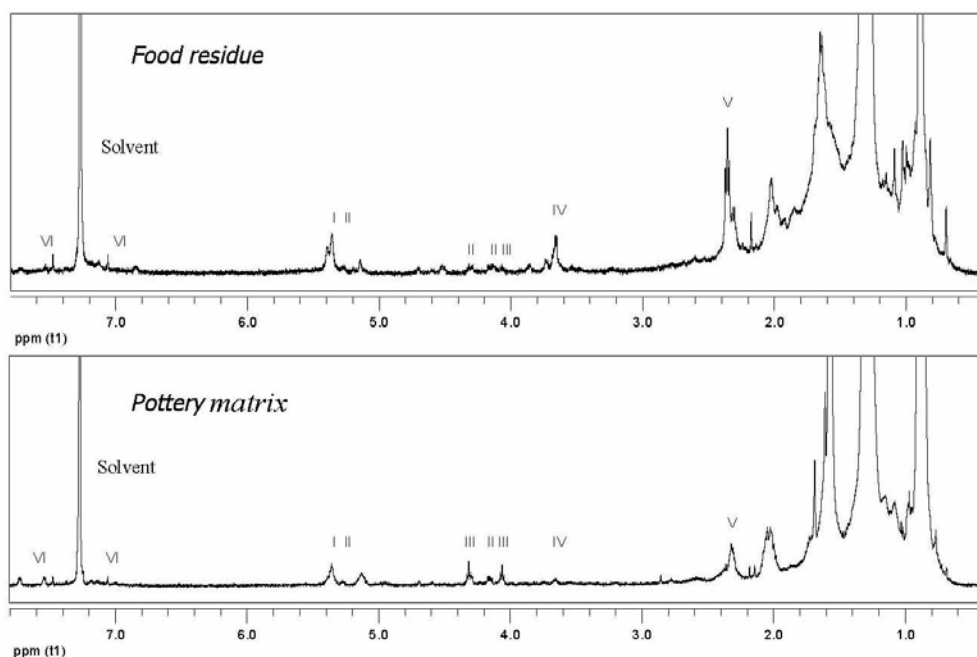 Food residue
V
Solvent
VI VI I II II II III IV
7.0 6.0 5.0 4.0 3.0 2.0 1.0
ppm (t1)
Pottery matrix
Solvent
VI VI I II III II III IV V
7.0 6.0 5.0 4.0 3.0 2.0 1.0
ppm (t1)